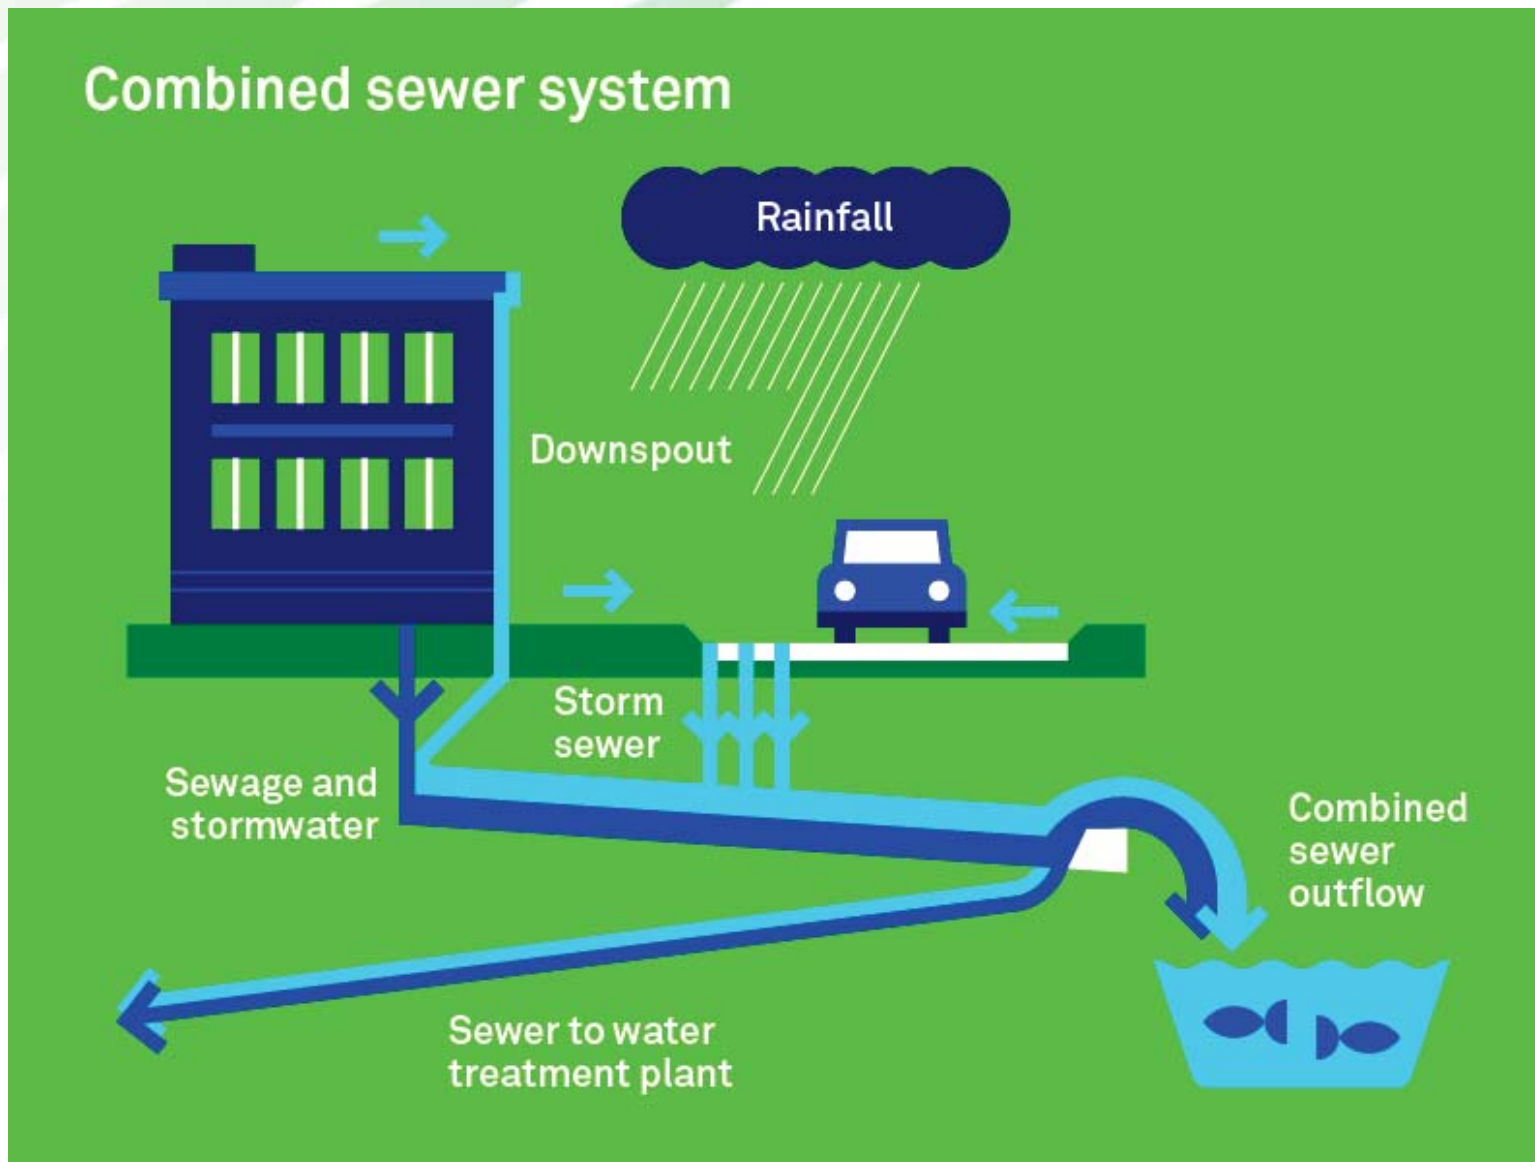 Combined sewer system
Rainfall
Downspout
Storm
sewer
Sewage and
stormwater
Combined
sewer
outflow
Sewer to water
treatment plant